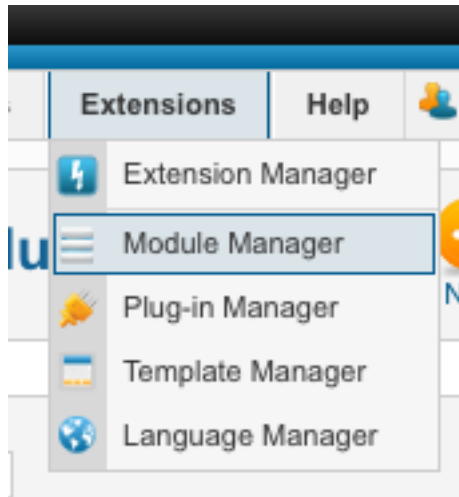 Extensions Help
Extension Manager
Module Manager
Plug-in Manager
Template Manager
Language Manager